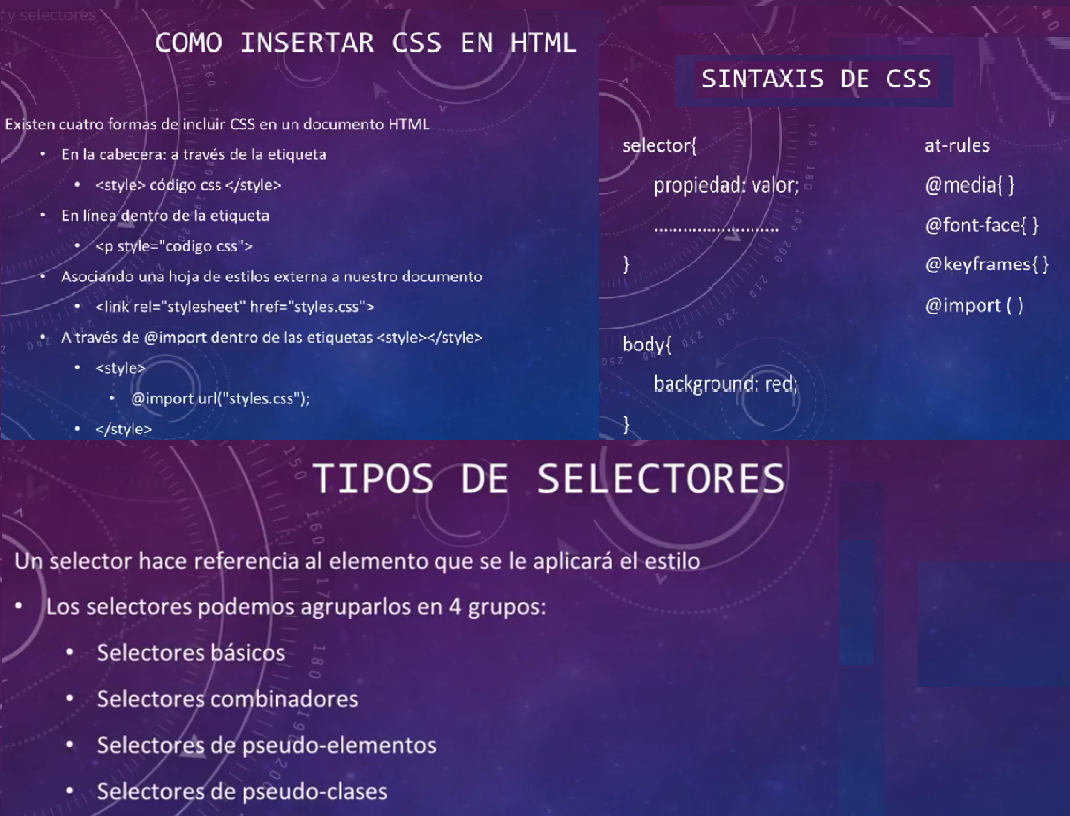 y selectores
COMO INSERTAR CSS EN HTML
Existen cuatro formas de incluir CSS en un documento HTML
• En la cabecera: a través de la etiqueta
• <style> código css </style>
• En línea dentro de la etiqueta
• <p style="codigo css">
• Asociando una hoja de estilos externa a nuestro documento
• <link rel="stylesheet" href="styles.css">
• A través de @import dentro de las etiquetas <style></style>
• <style>
• @import url("styles.css");
• </style>
SINTAXIS DE CSS
selector{
propiedad: valor;
..........................
}
body{
background: red;
}
at-rules
@media{ }
@font-face{ }
@keyframes{ }
@import ( )
TIPOS DE SELECTORES
Un selector hace referencia al elemento que se le aplicará el estilo
• Los selectores podemos agruparlos en 4 grupos:
• Selectores básicos
• Selectores combinadores
• Selectores de pseudo-elementos
• Selectores de pseudo-clases